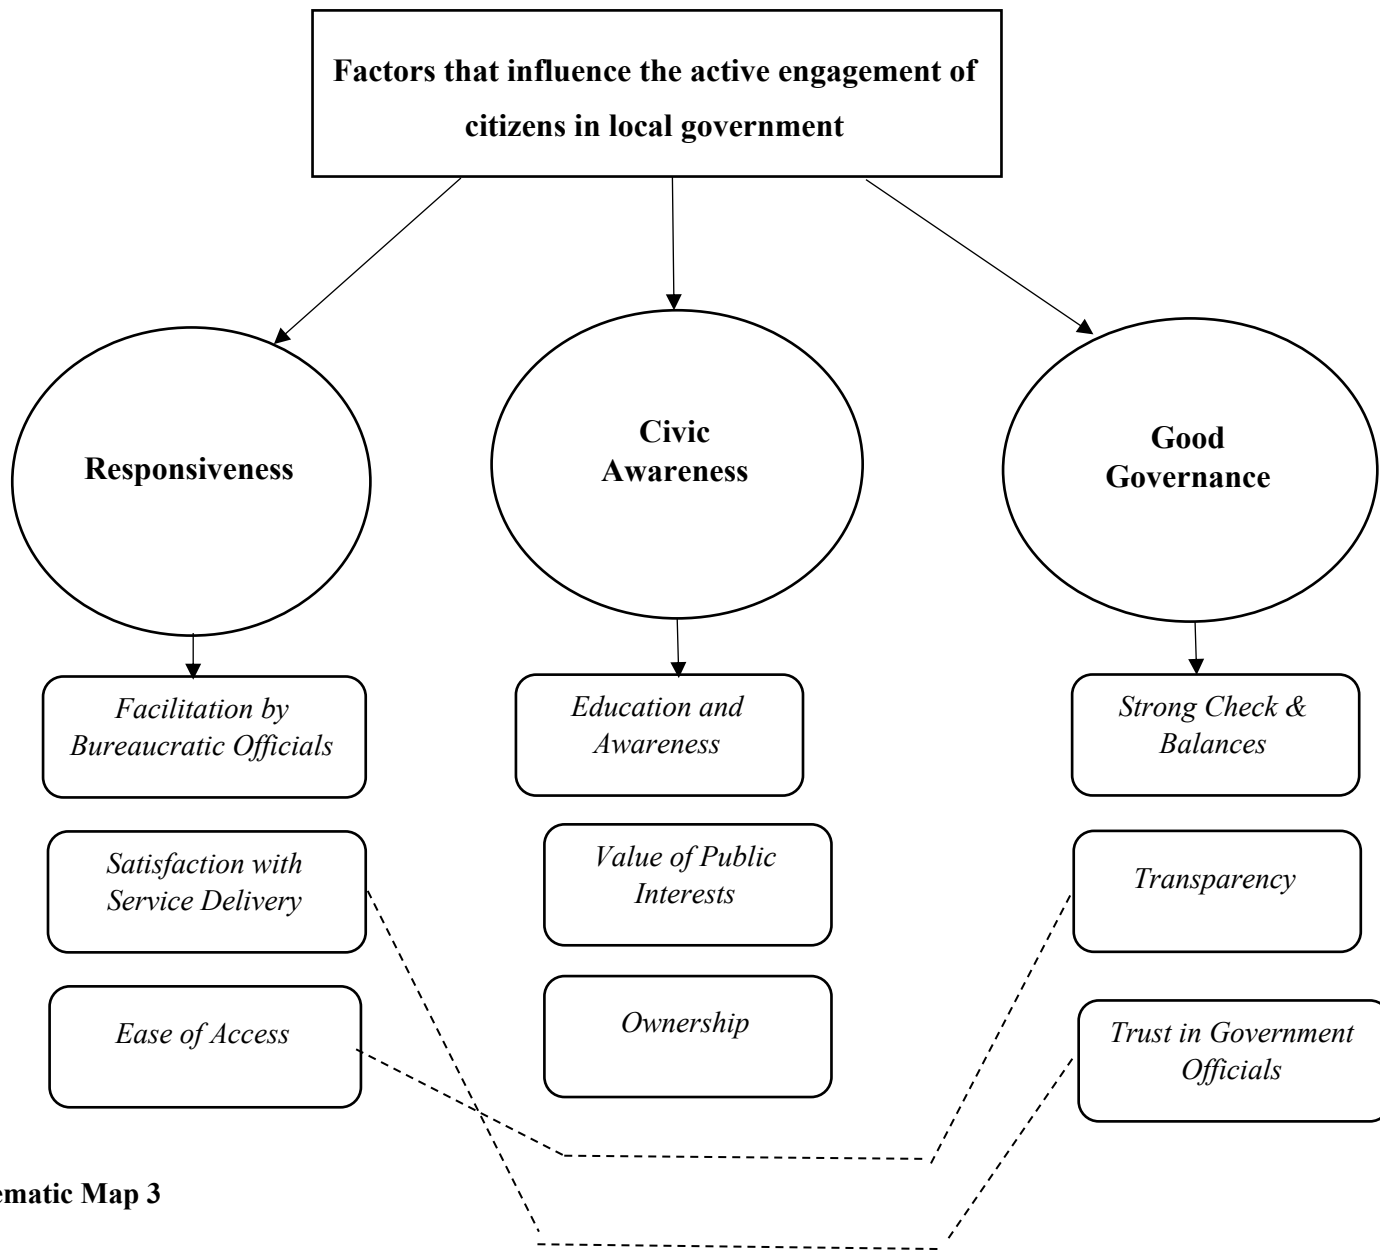 Factors that influence the active engagement of
citizens in local government
Responsiveness
Civic
Awareness
Good
Governance
Facilitation by
Bureaucratic Officials
Education and
Awareness
Strong Check &
Balances
Satisfaction with
Service Delivery
Value of Public
Interests
Transparency
Ease of Access
Ownership
Trust in Government
Officials
ematic Map 3